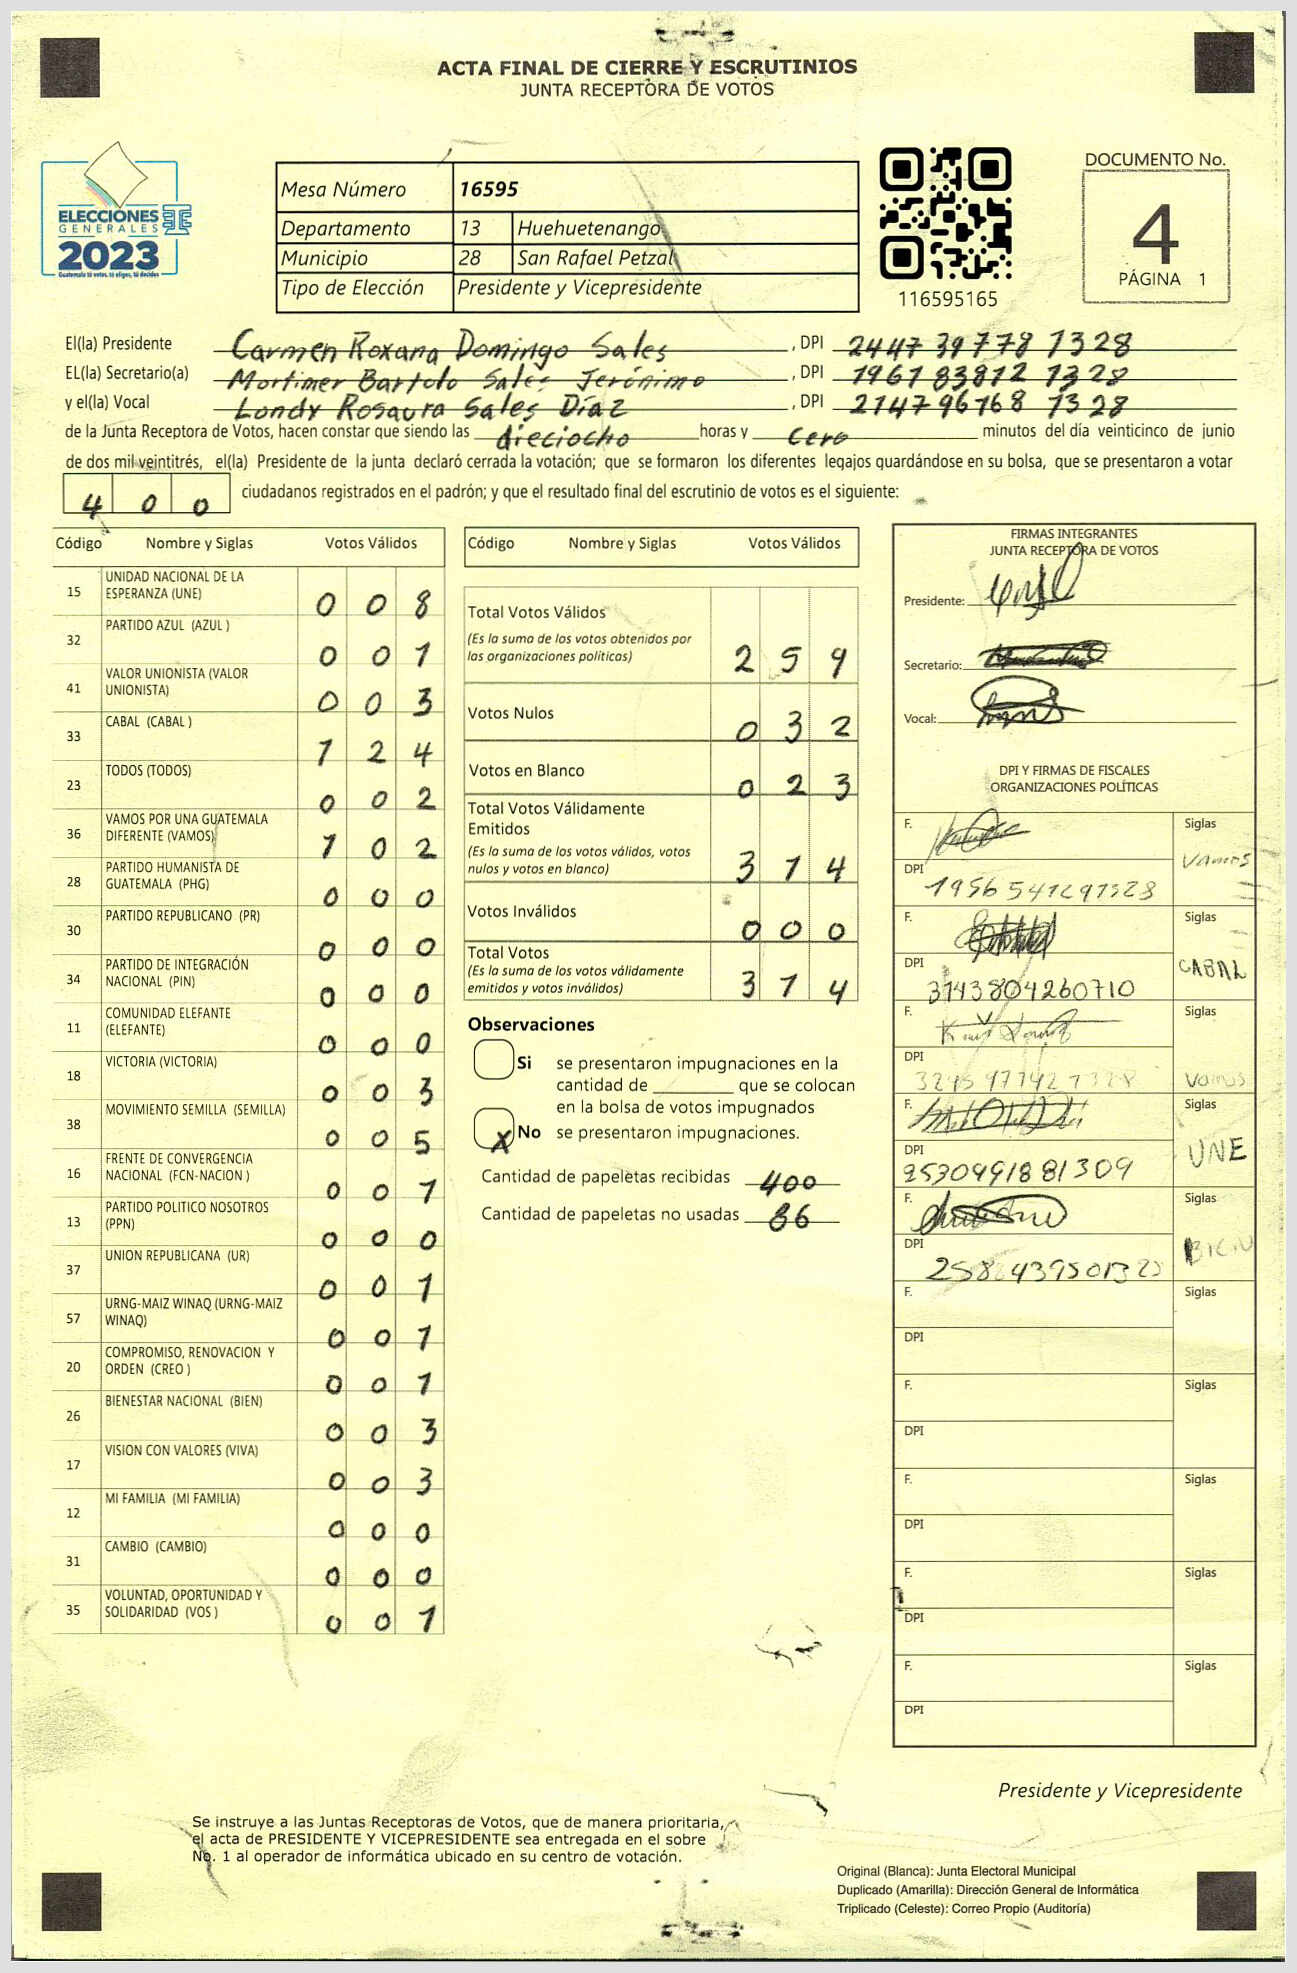 ACTA FINAL DE CIERRE Y ESCRUTINIOS
JUNTA RECEPTORA DE VOTOS
ELECCIONES
GENERALES
2023
Guatemala tú votas, tú eliges, tú decides
Mesa Número 16595
Departamento 13 Huehuetenango
Municipio 28 San Rafael Petzal
Tipo de Elección Presidente y Vicepresidente
116595165
DOCUMENTO No.
4
PÁGINA 1
El(la) Presidente Carmen Roxana Domingo Sales , DPI 2447 39778 1328
EL(la) Secretario(a) Mortimer Bartolo Sales Jerónimo , DPI 1961 83812 1328
y el(la) Vocal Londy Rosaura Sales Díaz , DPI 2147 96768 1328
de la Junta Receptora de Votos, hacen constar que siendo las dieciocho horas y cero minutos del día veinticinco de junio
de dos mil veintitrés, el(la) Presidente de la junta declaró cerrada la votación; que se formaron los diferentes legajos guardándose en su bolsa, que se presentaron a votar
4 0 0 ciudadanos registrados en el padrón; y que el resultado final del escrutinio de votos es el siguiente:
Código Nombre y Siglas Votos Válidos
15 UNIDAD NACIONAL DE LA ESPERANZA (UNE) 0 0 8
32 PARTIDO AZUL (AZUL ) 0 0 1
41 VALOR UNIONISTA (VALOR UNIONISTA) 0 0 3
33 CABAL (CABAL ) 1 2 4
23 TODOS (TODOS) 0 0 2
36 VAMOS POR UNA GUATEMALA DIFERENTE (VAMOS) 1 0 2
28 PARTIDO HUMANISTA DE GUATEMALA (PHG) 0 0 0
30 PARTIDO REPUBLICANO (PR) 0 0 0
34 PARTIDO DE INTEGRACIÓN NACIONAL (PIN) 0 0 0
11 COMUNIDAD ELEFANTE (ELEFANTE) 0 0 0
18 VICTORIA (VICTORIA) 0 0 3
38 MOVIMIENTO SEMILLA (SEMILLA) 0 0 5
16 FRENTE DE CONVERGENCIA NACIONAL (FCN-NACION ) 0 0 1
13 PARTIDO POLITICO NOSOTROS (PPN) 0 0 0
37 UNION REPUBLICANA (UR) 0 0 1
57 URNG-MAIZ WINAQ (URNG-MAIZ WINAQ) 0 0 1
20 COMPROMISO, RENOVACION Y ORDEN (CREO ) 0 0 1
26 BIENESTAR NACIONAL (BIEN) 0 0 3
17 VISION CON VALORES (VIVA) 0 0 3
12 MI FAMILIA (MI FAMILIA) 0 0 0
31 CAMBIO (CAMBIO) 0 0 0
35 VOLUNTAD, OPORTUNIDAD Y SOLIDARIDAD (VOS ) 0 0 1
Código Nombre y Siglas Votos Válidos
Total Votos Válidos 2 5 9
(Es la suma de los votos obtenidos por
las organizaciones políticas)
Votos Nulos 0 3 2
Votos en Blanco 0 2 3
Total Votos Válidamente
Emitidos 3 1 4
(Es la suma de los votos válidos, votos
nulos y votos en blanco)
Votos Inválidos 0 0 0
Total Votos 3 1 4
(Es la suma de los votos válidamente
emitidos y votos inválidos)
Observaciones
Si se presentaron impugnaciones en la
cantidad de ________ que se colocan
en la bolsa de votos impugnados
X No se presentaron impugnaciones.
Cantidad de papeletas recibidas 400
Cantidad de papeletas no usadas 86
FIRMAS INTEGRANTES
JUNTA RECEPTORA DE VOTOS
Presidente:
Secretario:
Vocal:
DPI Y FIRMAS DE FISCALES
ORGANIZACIONES POLÍTICAS
F. Siglas
Vamos
DPI
F. Siglas
CABAL
DPI 3143804260710
F. Siglas
DPI
Vamos
F. Siglas
UNE
DPI 2530991881309
F. Siglas
DPI
F. Siglas
DPI
F. Siglas
DPI
F. Siglas
DPI
F. Siglas
DPI
F. Siglas
DPI
Presidente y Vicepresidente
Se instruye a las Juntas Receptoras de Votos, que de manera prioritaria,
el acta de PRESIDENTE Y VICEPRESIDENTE sea entregada en el sobre
No. 1 al operador de informática ubicado en su centro de votación.
Original (Blanca): Junta Electoral Municipal
Duplicado (Amarilla): Dirección General de Informática
Triplicado (Celeste): Correo Propio (Auditoría)